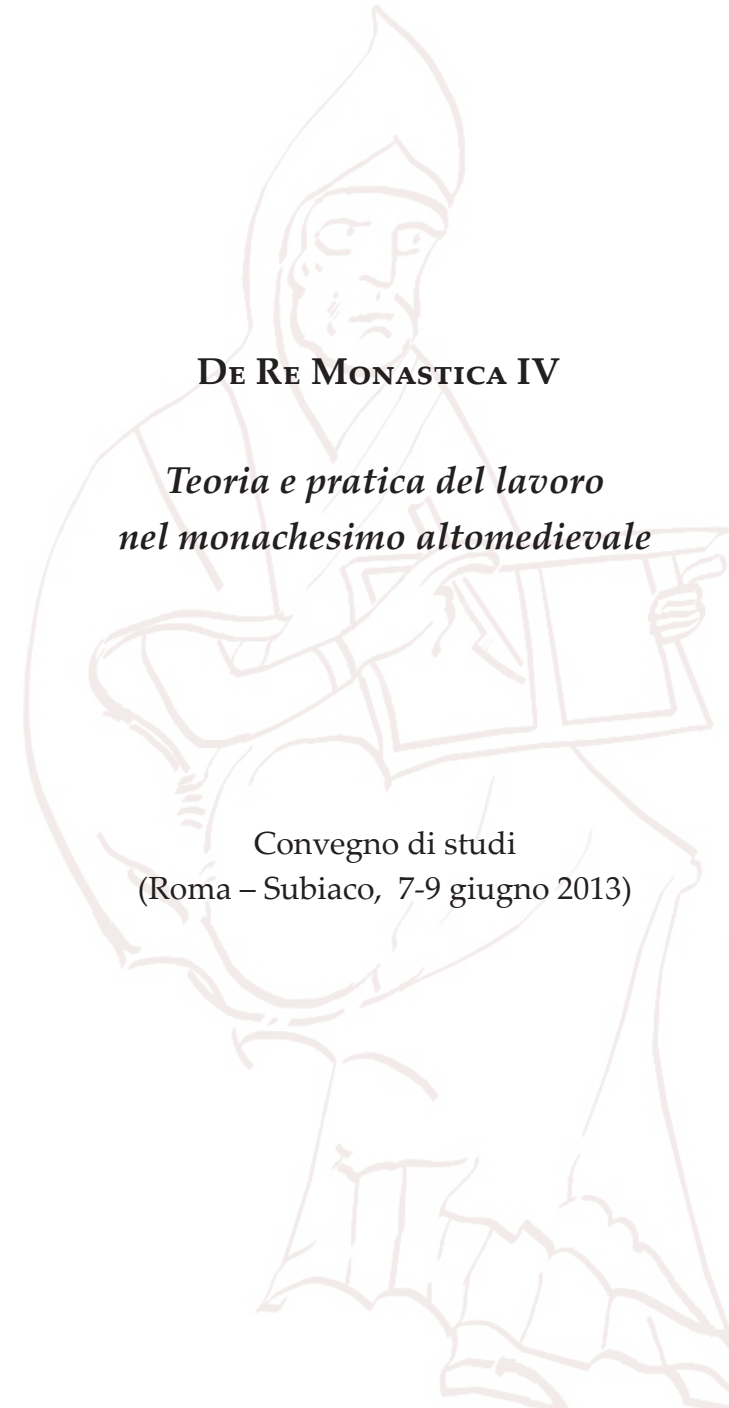 De Re Monastica IV
Teoria e pratica del lavoro
nel monachesimo altomedievale
Convegno di studi
(Roma – Subiaco, 7-9 giugno 2013)